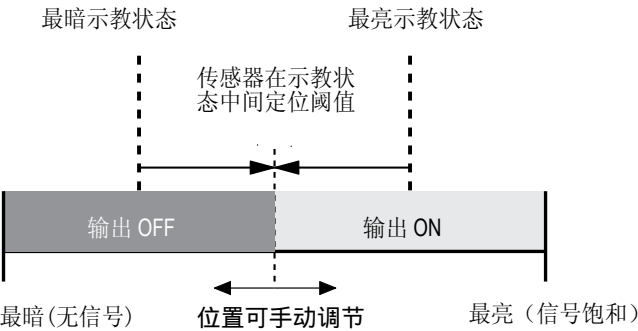 最暗示教状态
最亮示教状态
传感器在示教状
态中间定位阈值
输出 OFF
输出 ON
最暗(无信号)
位置可手动调节
最亮（信号饱和）